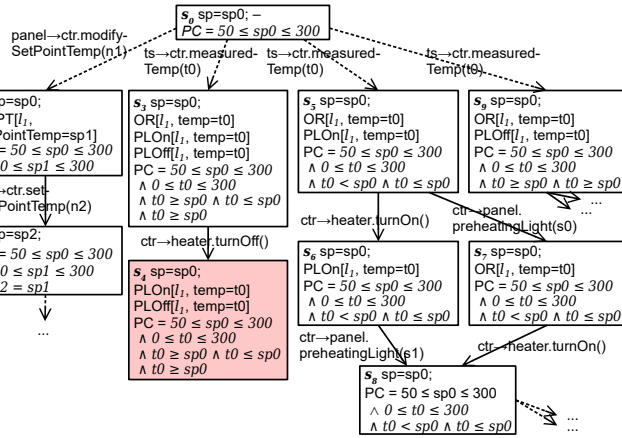 s0 sp=sp0; –
PC = 50 ≤ sp0 ≤ 300
panel→ctr.modify-
SetPointTemp(n1)
ts→ctr.measured-
Temp(t0)
ts→ctr.measured-
Temp(t0)
ts→ctr.measured-
Temp(t0)
p=sp0;
PT[l1,
PointTemp=sp1]
= 50 ≤ sp0 ≤ 300
0 ≤ sp1 ≤ 300
s3 sp=sp0;
OR[l1, temp=t0]
PLOn[l1, temp=t0]
PLOff[l1, temp=t0]
PC = 50 ≤ sp0 ≤ 300
∧ 0 ≤ t0 ≤ 300
∧ t0 ≥ sp0 ∧ t0 ≤ sp0
∧ t0 ≥ sp0
s5 sp=sp0;
OR[l1, temp=t0]
PLOn[l1, temp=t0]
PC = 50 ≤ sp0 ≤ 300
∧ 0 ≤ t0 ≤ 300
∧ t0 < sp0 ∧ t0 ≤ sp0
s9 sp=sp0;
OR[l1, temp=t0]
PLOff[l1, temp=t0]
PC = 50 ≤ sp0 ≤ 300
∧ 0 ≤ t0 ≤ 300
∧ t0 ≥ sp0 ∧ t0 ≥ sp0
...
...
→ctr.set-
PointTemp(n2)
ctr→heater.turnOff()
ctr→heater.turnOn()
ctr→panel.
preheatingLight(s0)
p=sp2;
= 50 ≤ sp0 ≤ 300
0 ≤ sp1 ≤ 300
2 = sp1
...
s4 sp=sp0;
PLOn[l1, temp=t0]
PLOff[l1, temp=t0]
PC = 50 ≤ sp0 ≤ 300
∧ 0 ≤ t0 ≤ 300
∧ t0 ≥ sp0 ∧ t0 ≤ sp0
∧ t0 ≥ sp0
s6 sp=sp0;
PLOn[l1, temp=t0]
PC = 50 ≤ sp0 ≤ 300
∧ 0 ≤ t0 ≤ 300
∧ t0 < sp0 ∧ t0 ≤ sp0
s7 sp=sp0;
OR[l1, temp=t0]
PC = 50 ≤ sp0 ≤ 300
∧ 0 ≤ t0 ≤ 300
∧ t0 < sp0 ∧ t0 ≤ sp0
ctr→panel.
preheatingLight(s1)
ctr→heater.turnOn()
s8 sp=sp0;
PC = 50 ≤ sp0 ≤ 300
∧ 0 ≤ t0 ≤ 300
∧ t0 < sp0 ∧ t0 ≤ sp0
...
...